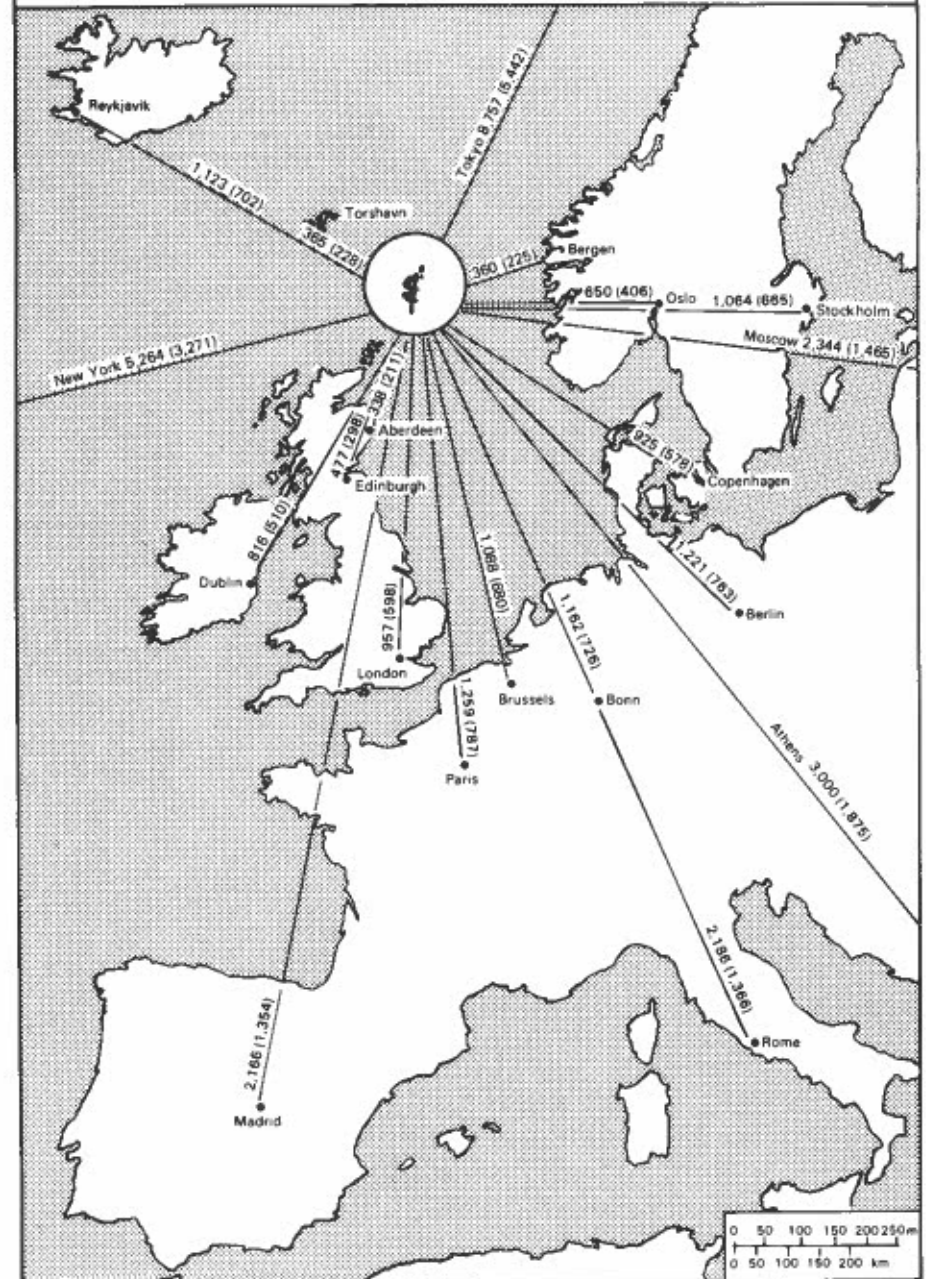 Reykjavik
1,123 (702)
Torshavn
365 (228)
Tokyo 8,757 (5,442)
Bergen
360 (225)
650 (406)
Oslo
1,064 (665)
Stockholm
Moscow 2,344 (1,465)
New York 5,264 (3,271)
338 (211)
Aberdeen
477 (298)
Edinburgh
925 (578)
Copenhagen
816 (510)
Dublin
957 (598)
London
1,088 (680)
Brussels
1,162 (726)
Bonn
1,221 (763)
Berlin
1,259 (787)
Paris
Athens 3,000 (1,875)
2,186 (1,366)
Rome
2,166 (1,354)
Madrid
0 50 100 150 200 250m
0 50 100 150 200 km